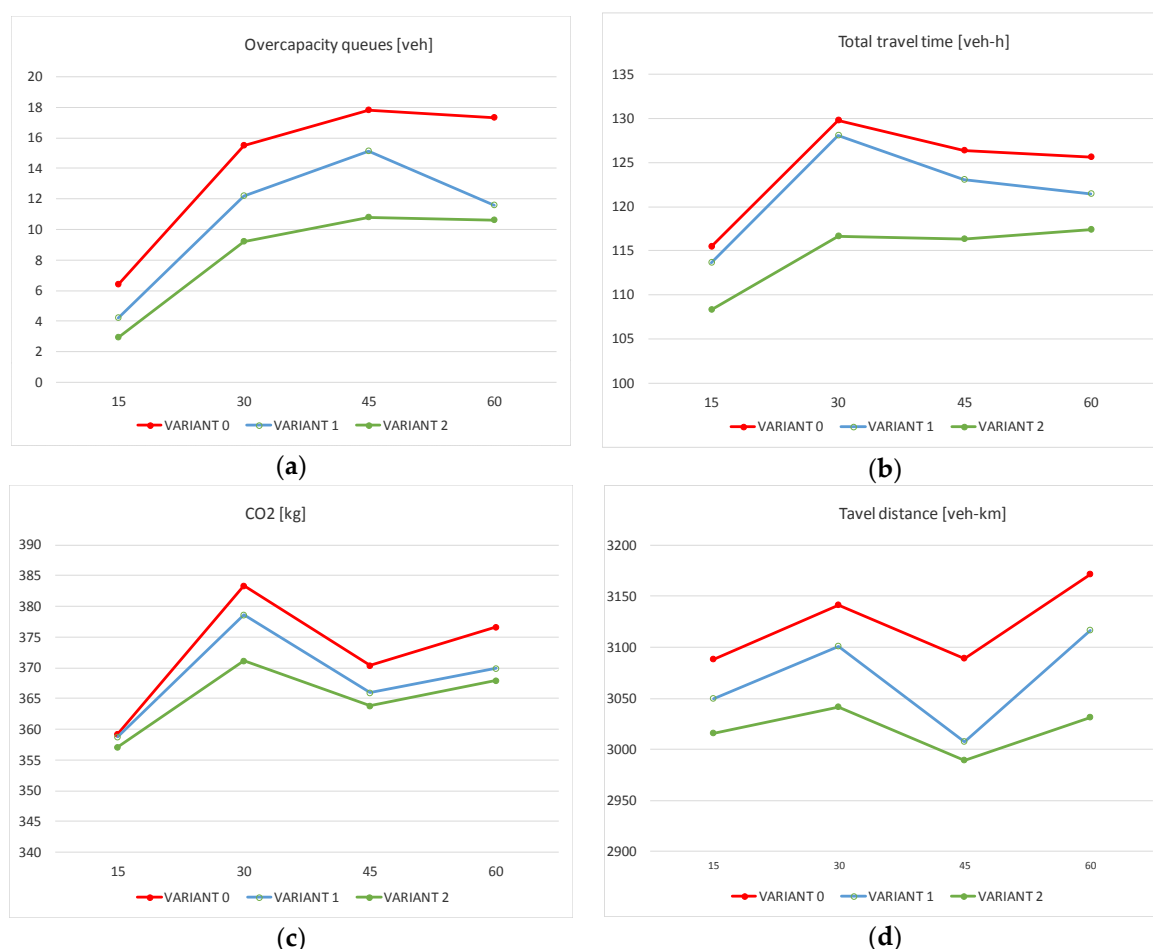 Overcapacity queues [veh]
20
18
16
14
12
10
8
6
4
2
0
15 30 45 60
VARIANT 0 VARIANT 1 VARIANT 2
(a)
Total travel time [veh-h]
135
130
125
120
115
110
105
100
15 30 45 60
VARIANT 0 VARIANT 1 VARIANT 2
(b)
CO2 [kg]
390
385
380
375
370
365
360
355
350
345
340
15 30 45 60
VARIANT 0 VARIANT 1 VARIANT 2
(c)
Tavel distance [veh-km]
3200
3150
3100
3050
3000
2950
2900
15 30 45 60
VARIANT 0 VARIANT 1 VARIANT 2
(d)